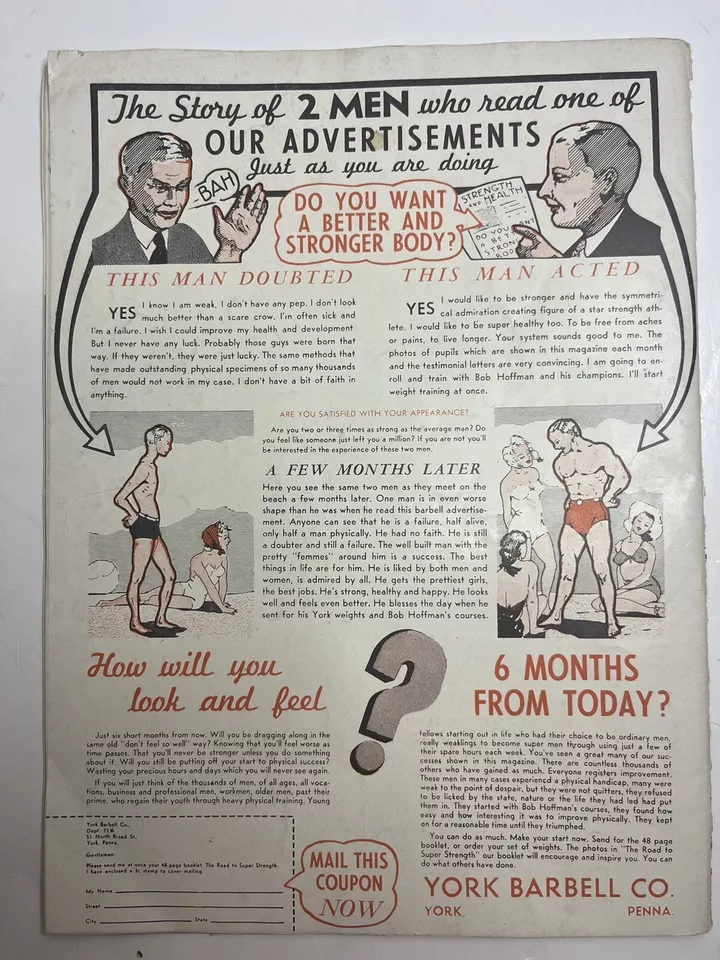 The Story of 2 MEN who read one of
OUR ADVERTISEMENTS
Just as you are doing
BAH
DO YOU WANT
A BETTER AND
STRONGER BODY?
STRENGTH
AND HEALTH
DO YOU WANT
A BET
STRONG
BOD
THIS MAN DOUBTED
YES I know I am weak, I don't have any pep. I don't look
much better than a scare crow. I'm often sick and
I'm a failure. I wish I could improve my health and development
But I never have any luck. Probably those guys were born that
way. If they weren't, they were just lucky. The same methods that
have made outstanding physical specimens of so many thousands
of men would not work in my case. I don't have a bit of faith in
anything.
THIS MAN ACTED
YES I would like to be stronger and have the symmetri-
cal admiration creating figure of a star strength ath-
lete. I would like to be super healthy too. To be free from aches
or pains, to live longer. Your system sounds good to me. The
photos of pupils which are shown in this magazine each month
and the testimonial letters are very convincing. I am going to en-
roll and train with Bob Hoffman and his champions. I'll start
weight training at once.
ARE YOU SATISFIED WITH YOUR APPEARANCE?
Are you two or three times as strong as the average man? Do
you feel like someone just left you a million? If you are not you'll
be interested in the experience of these two men.
A FEW MONTHS LATER
Here you see the same two men as they meet on the
beach a few months later. One man is in even worse
shape than he was when he read this barbell advertise-
ment. Anyone can see that he is a failure, half alive,
only half a man physically. He had no faith. He is still
a doubter and still a failure. The well built man with the
pretty "femmes" around him is a success. The best
things in life are for him. He is liked by both men and
women, is admired by all. He gets the prettiest girls,
the best jobs. He's strong, healthy and happy. He looks
well and feels even better. He blesses the day when he
sent for his York weights and Bob Hoffman's courses.
How will you
look and feel
?
6 MONTHS
FROM TODAY?
Just six short months from now. Will you be dragging along in the
same old "don't feel so well" way? Knowing that you'll feel worse as
time passes. That you'll never be stronger unless you do something
about it. Will you still be putting off your start to physical success?
Wasting your precious hours and days which you will never see again.
If you will just think of the thousands of men, of all ages, all voca-
tions, business and professional men, workmen, older men, past their
prime, who regain their youth through heavy physical training. Young
fellows starting out in life who had their choice to be ordinary men,
really weaklings to become super men through using just a few of
their spare hours each week. You've seen a great many of our suc-
cesses shown in this magazine. There are countless thousands of
others who have gained as much. Everyone registers improvement.
These men in many cases experienced a physical handicap, many were
weak to the point of despair, but they were not quitters, they refused
to be licked by the state, nature or the life they had led had put
them in. They started with Bob Hoffman's courses, they found how
easy and how interesting it was to improve physically. They kept
on for a reasonable time until they triumphed.
You can do as much. Make your start now. Send for the 48 page
booklet, or order your set of weights. The photos in "The Road to
Super Strength" our booklet will encourage and inspire you. You can
do what others have done.
York Barbell Co.,
Dept.
51 North Broad St.,
York, Penna.
Gentlemen:
Please send me at once your 48-page booklet, The Road to Super Strength.
I have enclosed a 3c stamp to cover mailing.
My Name
Street
City State
MAIL THIS
COUPON
NOW
YORK BARBELL CO.
YORK PENNA.